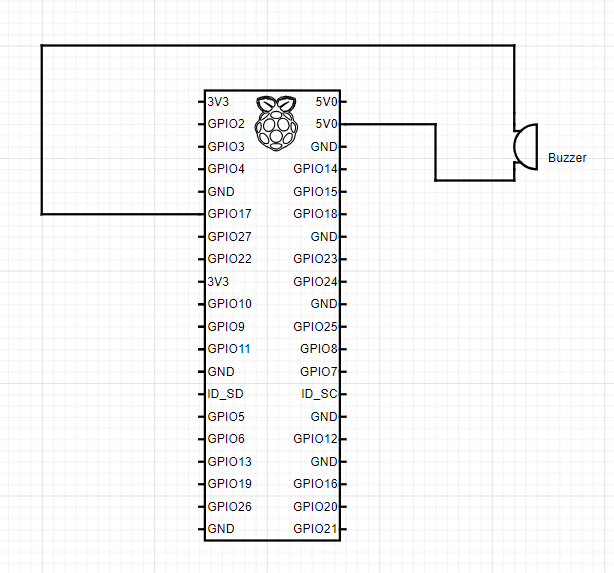 3V3 5V0
GPIO2 5V0
GPIO3 GND
GPIO4 GPIO14
GND GPIO15
GPIO17 GPIO18
GPIO27 GND
GPIO22 GPIO23
3V3 GPIO24
GPIO10 GND
GPIO9 GPIO25
GPIO11 GPIO8
GND GPIO7
ID_SD ID_SC
GPIO5 GND
GPIO6 GPIO12
GPIO13 GND
GPIO19 GPIO16
GPIO26 GPIO20
GND GPIO21
Buzzer